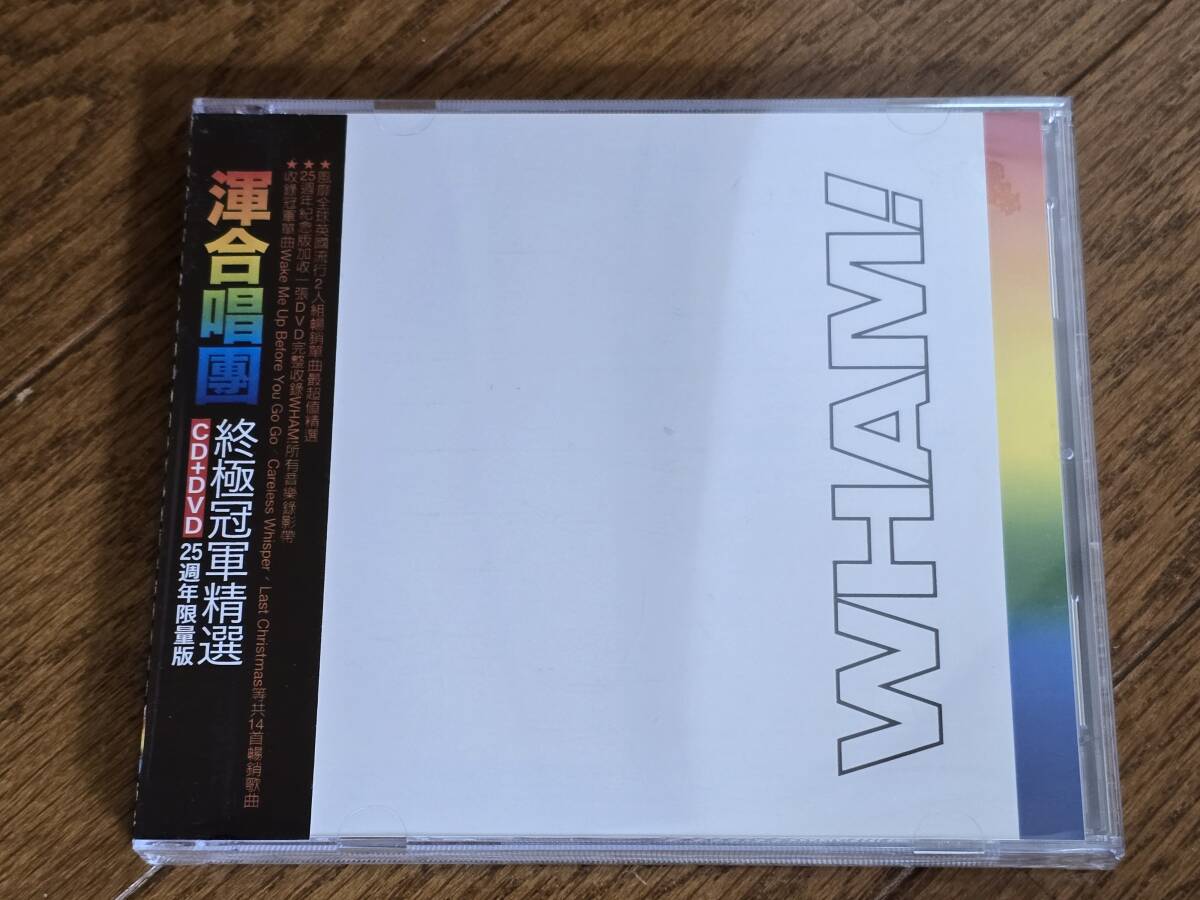 渾合唱團
終極冠軍精選
CD+DVD 25週年限量版
★風靡全球英國流行2人組暢銷單曲最超值精選
★25週年紀念版加收一張DVD完整收錄WHAM!所有音樂錄影帶
★收錄冠軍單曲Wake Me Up Before You Go Go、Careless Whisper、Last Christmas等共14首暢銷歌曲
WHAM!